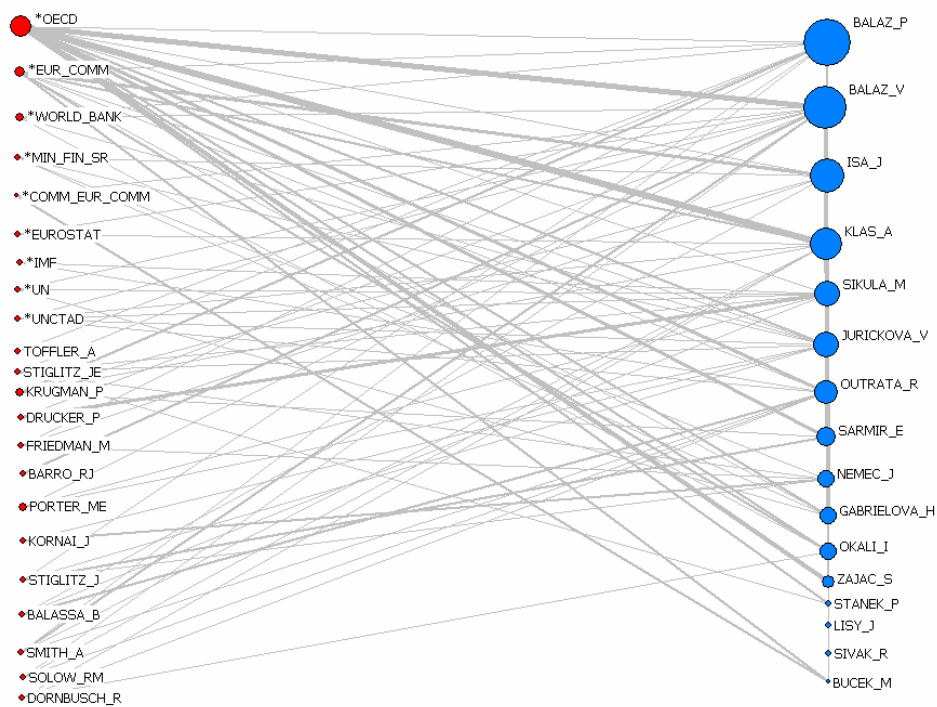 *OECD
*EUR_COMM
*WORLD_BANK
*MIN_FIN_SR
*COMM_EUR_COMM
*EUROSTAT
*IMF
*UN
*UNCTAD
TOFFLER_A
STIGLITZ_JE
KRUGMAN_P
DRUCKER_P
FRIEDMAN_M
BARRO_RJ
PORTER_ME
KORNAI_J
STIGLITZ_J
BALASSA_B
SMITH_A
SOLOW_RM
DORNBUSCH_R
BALAZ_P
BALAZ_V
ISA_J
KLAS_A
SIKULA_M
JURICKOVA_V
OUTRATA_R
SARMIR_E
NEMEC_J
GABRIELOVA_H
OKALI_I
ZAJAC_S
STANEK_P
LISY_J
SIVAK_R
BUCEK_M